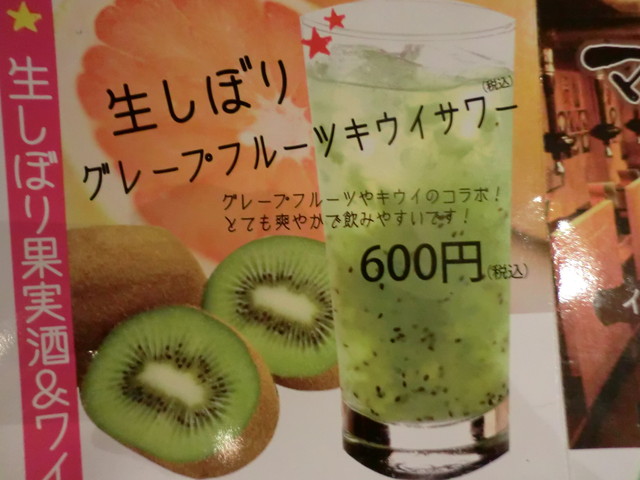 生しぼり果実酒&ワイ
生しぼり
(税込)
グレープフルーツキウイサワー
グレープフルーツやキウイのコラボ!
とても爽やかで飲みやすいです!
600円(税込)
マ
イ